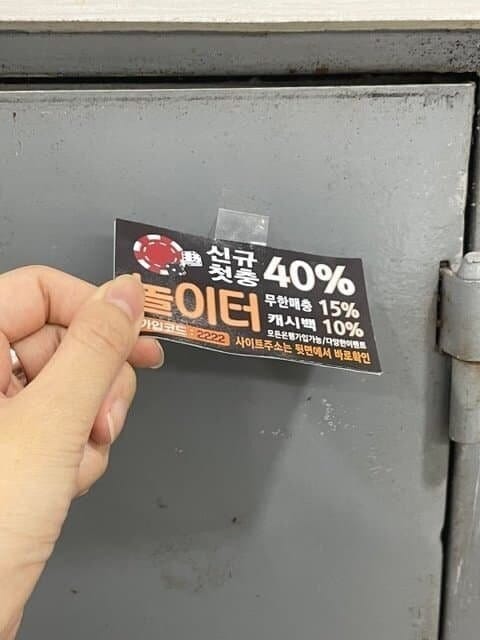 신규
첫충 40%
놀이터
무한매충 15%
캐시백 10%
모든은행가입가능/다양한이벤트
가입코드 : 2222
사이트주소는 뒷면에서 바로확인